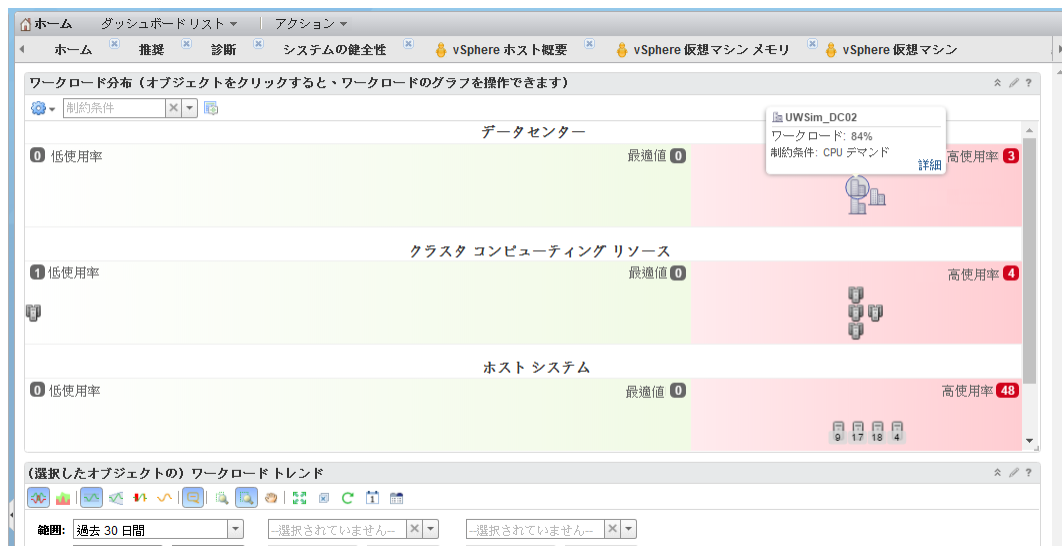 ホーム ダッシュボード リスト アクション
ホーム 推奨 診断 システムの健全性 vSphere ホスト概要 vSphere 仮想マシン メモリ vSphere 仮想マシン
ワークロード分布（オブジェクトをクリックすると、ワークロードのグラフを操作できます）
制約条件
データセンター
UWSim_DC02
ワークロード: 84%
制約条件: CPU デマンド
詳細
0 低使用率 最適値 0 高使用率 3
クラスタ コンピューティング リソース
1 低使用率 最適値 0 高使用率 4
ホスト システム
0 低使用率 最適値 0 高使用率 48
9 17 18 4
(選択したオブジェクトの) ワークロード トレンド
範囲: 過去 30 日間 --選択されていません-- --選択されていません--